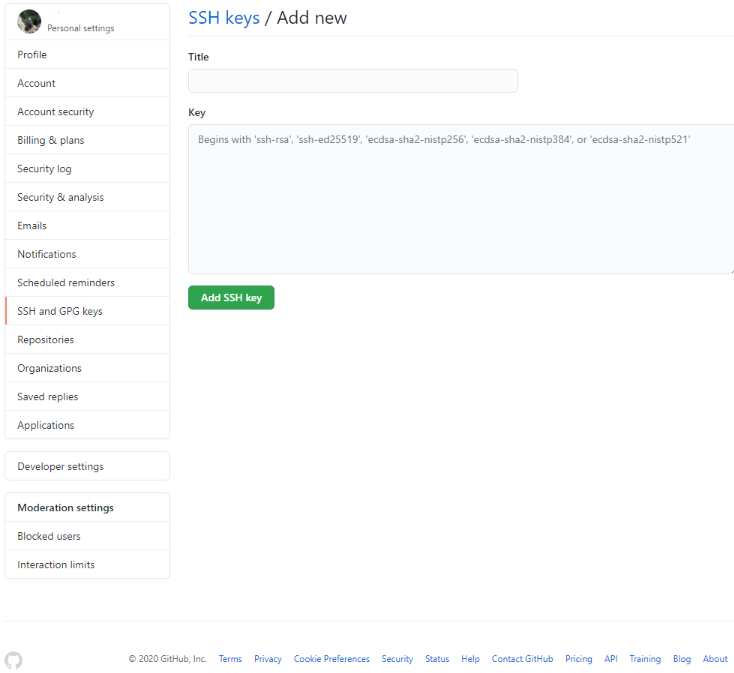 Personal settings
Profile
Account
Account security
Billing & plans
Security log
Security & analysis
Emails
Notifications
Scheduled reminders
SSH and GPG keys
Repositories
Organizations
Saved replies
Applications
Developer settings
Moderation settings
Blocked users
Interaction limits
SSH keys / Add new
Title
Key
Begins with 'ssh-rsa', 'ssh-ed25519', 'ecdsa-sha2-nistp256', 'ecdsa-sha2-nistp384', or 'ecdsa-sha2-nistp521'
Add SSH key
© 2020 GitHub, Inc. Terms Privacy Cookie Preferences Security Status Help Contact GitHub Pricing API Training Blog About